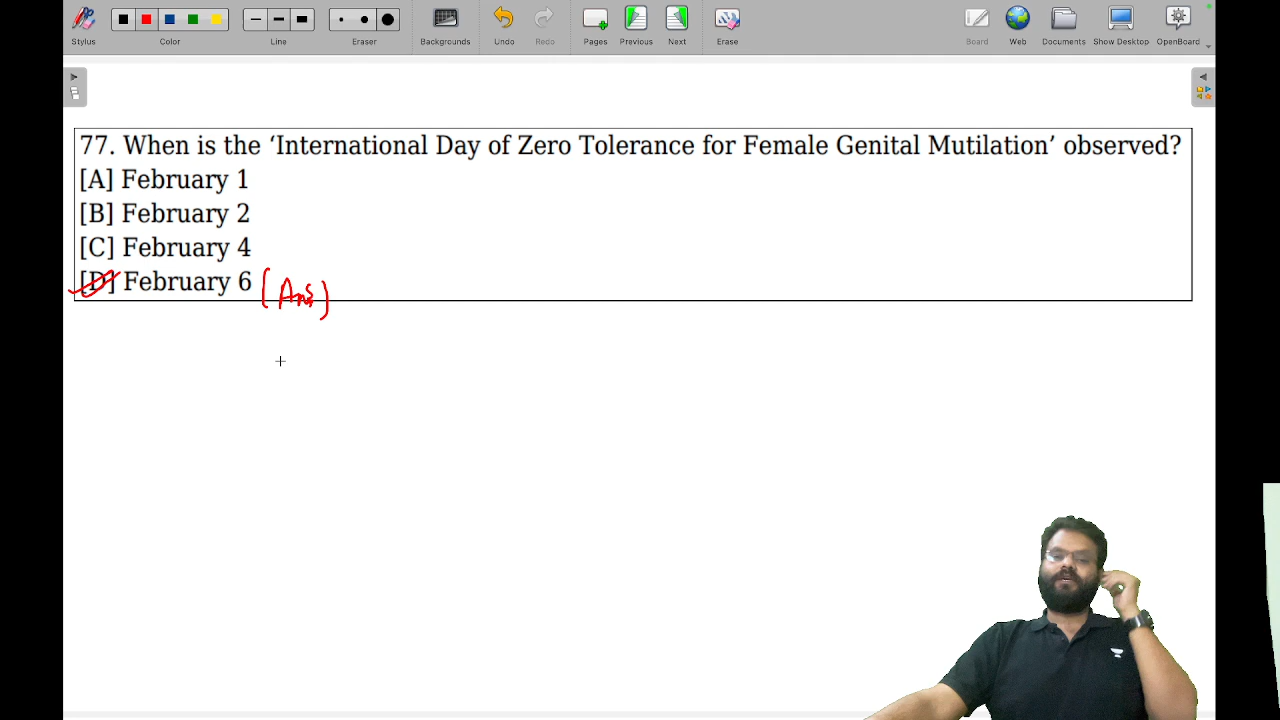 Stylus
Color
Line
Eraser
Backgrounds
Undo
Redo
Pages
Previous
Next
Erase
Board
Web
Documents
Show Desktop
OpenBoard
77. When is the ‘International Day of Zero Tolerance for Female Genital Mutilation’ observed?
[A] February 1
[B] February 2
[C] February 4
[D] February 6 (Ans)